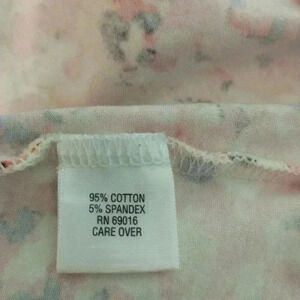 95% COTTON
5% SPANDEX
RN 69016
CARE OVER